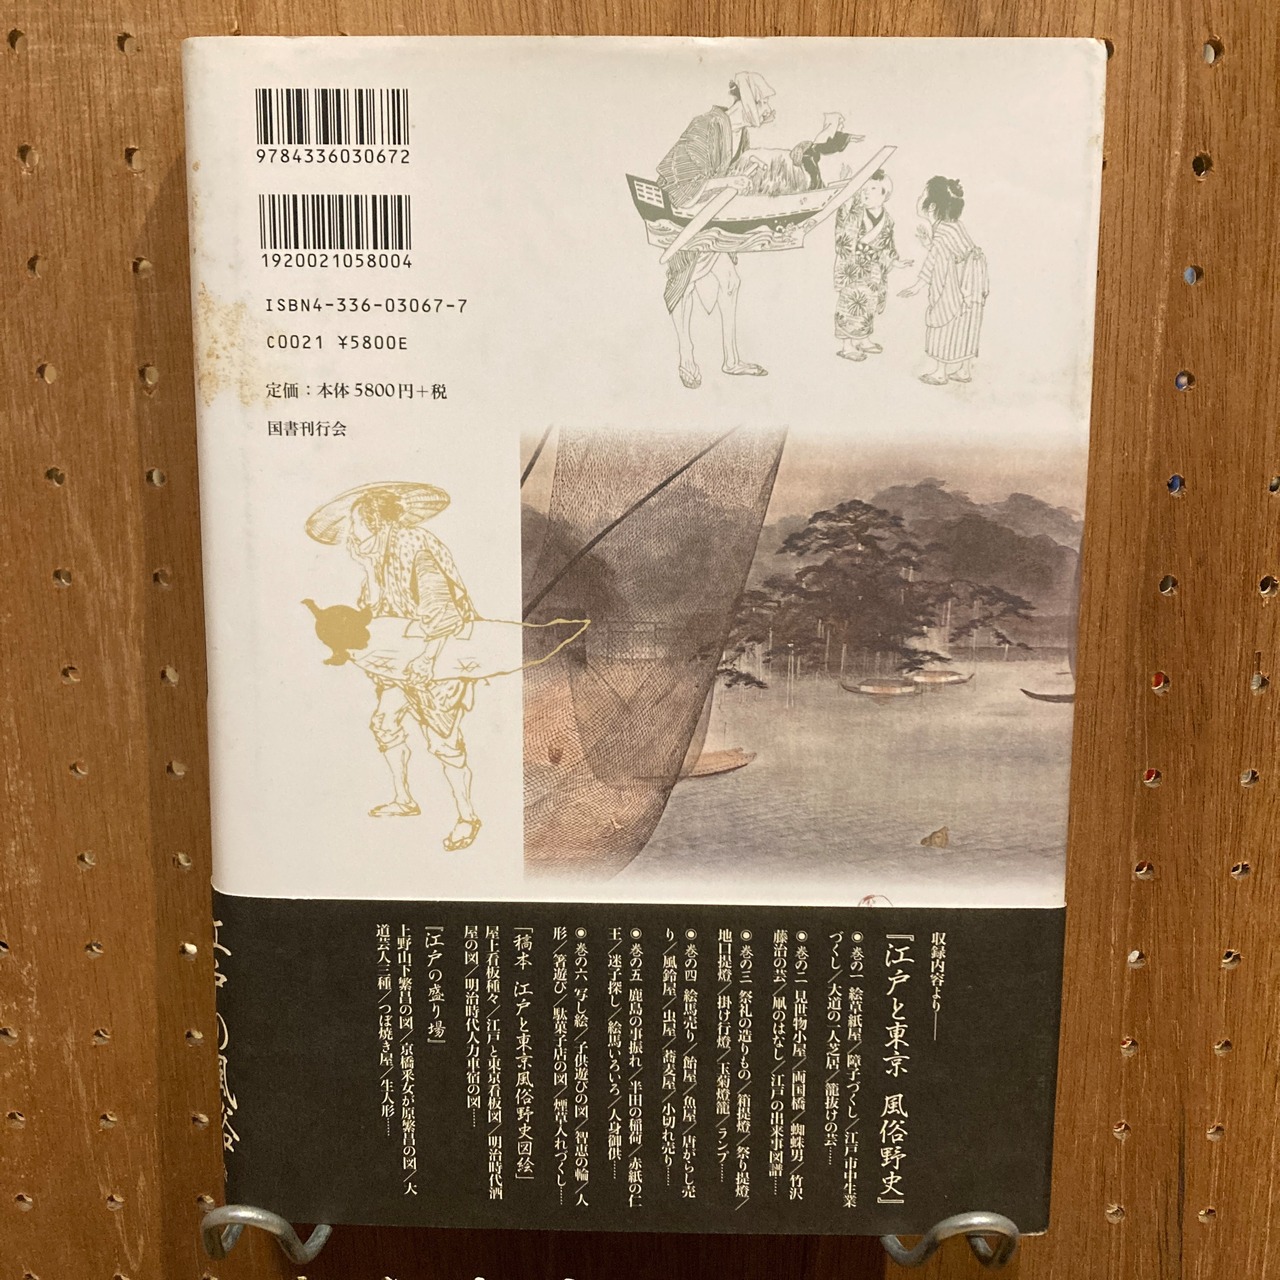 9784336030672
1920021058004
ISBN4-336-03067-7
C0021 ¥5800E
定価：本体5800円＋税
国書刊行会
収録内容より──
『江戸と東京 風俗野史』
◉巻の一 絵草紙屋／障子づくし／江戸市中生業
づくし／大道の一人芝居／籠抜けの芸……
◉巻の二 見世物小屋／両国橋／蜘蛛男／竹沢
藤治の芸／凧のはなし／江戸の出来事図譜……
◉巻の三 祭礼の造りもの／箱提燈／祭り提燈／
地口提燈／掛け行燈／玉菊燈籠／ランプ……
◉巻の四 絵馬売り／飴屋／魚屋／唐がらし売
り／風鈴屋／虫屋／蕎麦屋／小切れ売り……
◉巻の五 鹿島の事振れ／半田の稲荷／赤紙の仁
王／迷子探し／絵馬いろいろ／人身御供……
◉巻の六 写し絵／子供遊びの図／智恵の輪／人
形／箸遊び／駄菓子店の図／煙草入れづくし……
「稿本 江戸と東京風俗野史図絵」
屋上看板種々／江戸と東京看板図／明治時代酒
屋の図／明治時代人力車宿の図……
『江戸の盛り場』
上野山下繁昌の図／京橋采女が原繁昌の図／大
道芸人三種／つぼ焼き屋／生人形……
江戸の風俗